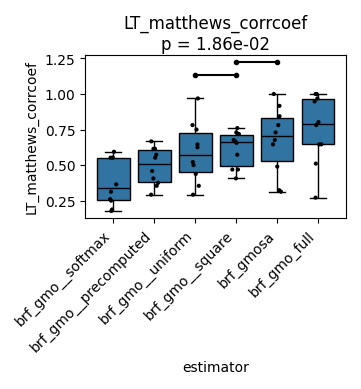 LT_matthews_corrcoef
p = 1.86e-02
LT_matthews_corrcoef
1.25
1.00
0.75
0.50
0.25
brf_gmo__softmax
brf_gmo__precomputed
brf_gmo__uniform
brf_gmo__square
brf_gmosa
brf_gmo_full
estimator